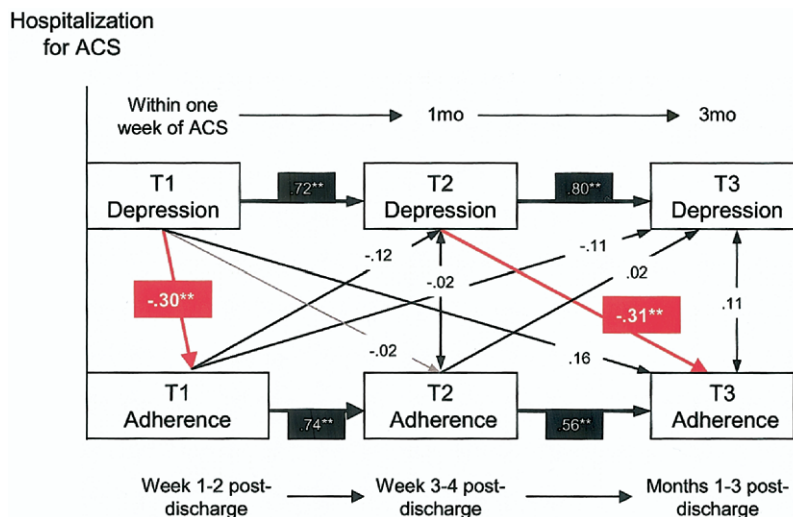 Hospitalization
for ACS
Within one
week of ACS
1mo
3mo
T1
Depression
.72**
T2
Depression
.80**
T3
Depression
-.12
-.11
-.30**
-.02
.02
-.31**
.11
-.02
.16
T1
Adherence
.74**
T2
Adherence
.56**
T3
Adherence
Week 1-2 post-
discharge
Week 3-4 post-
discharge
Months 1-3 post-
discharge